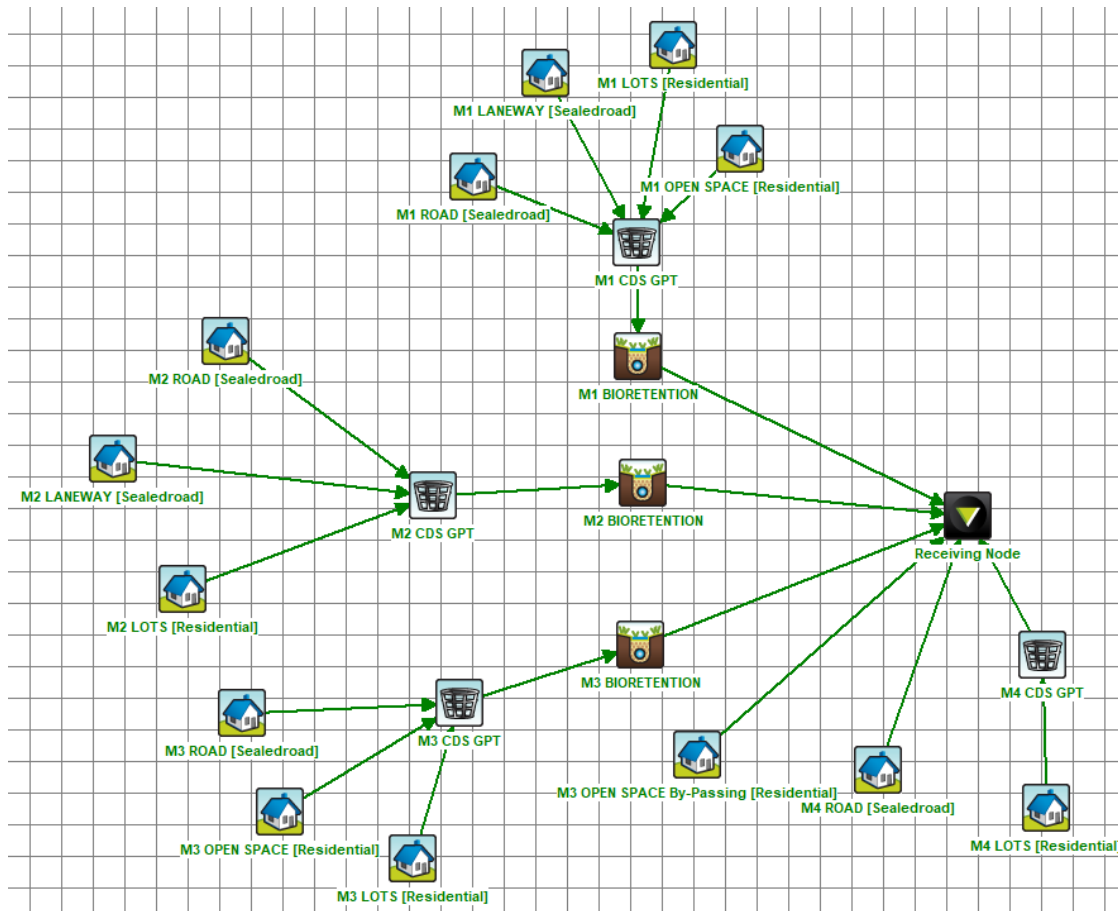 M1 LOTS [Residential]
M1 LANEWAY [Sealedroad]
M1 OPEN SPACE [Residential]
M1 ROAD [Sealedroad]
M1 CDS GPT
M2 ROAD [Sealedroad]
M1 BIORETENTION
M2 LANEWAY [Sealedroad]
M2 BIORETENTION
M2 CDS GPT
Receiving Node
M2 LOTS [Residential]
M3 BIORETENTION
M4 CDS GPT
M3 CDS GPT
M3 ROAD [Sealedroad]
M3 OPEN SPACE By-Passing [Residential]
M4 ROAD [Sealedroad]
M4 LOTS [Residential]
M3 OPEN SPACE [Residential]
M3 LOTS [Residential]